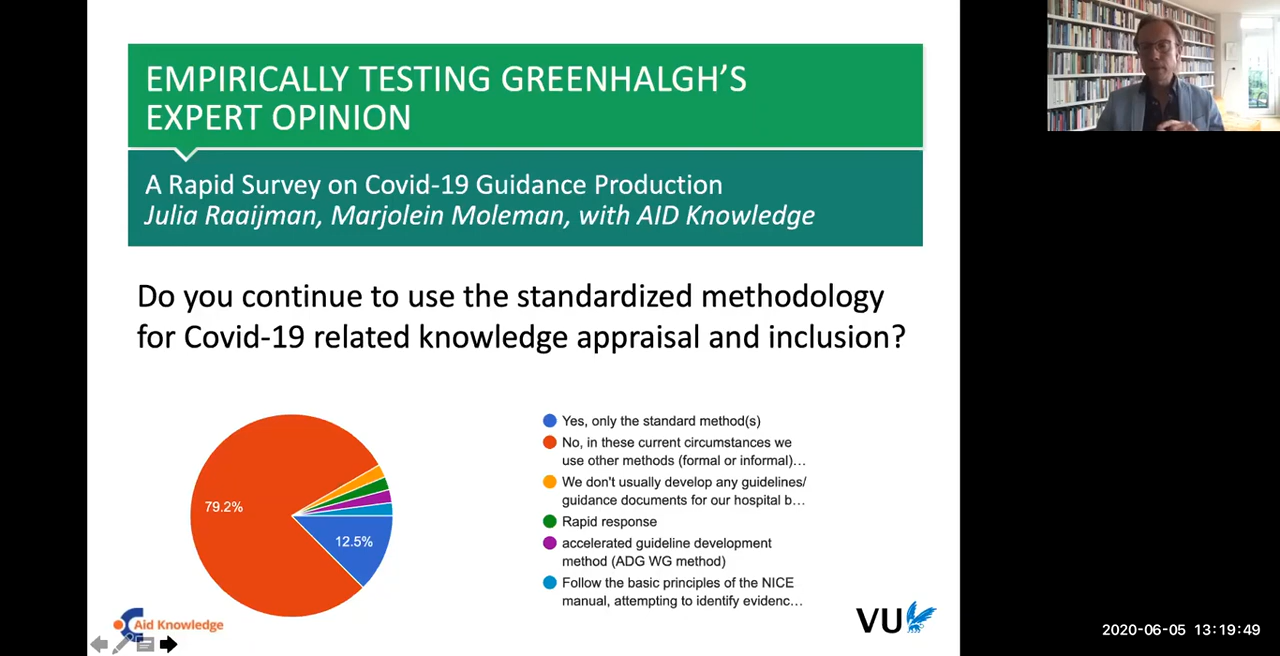 EMPIRICALLY TESTING GREENHALGH'S
EXPERT OPINION
A Rapid Survey on Covid-19 Guidance Production
Julia Raaijman, Marjolein Moleman, with AID Knowledge
Do you continue to use the standardized methodology
for Covid-19 related knowledge appraisal and inclusion?
79.2%
12.5%
Yes, only the standard method(s)
No, in these current circumstances we
use other methods (formal or informal)…
We don't usually develop any guidelines/
guidance documents for our hospital b…
Rapid response
accelerated guideline development
method (ADG WG method)
Follow the basic principles of the NICE
manual, attempting to identify evidenc…
Aid Knowledge
VU
2020-06-05 13:19:49